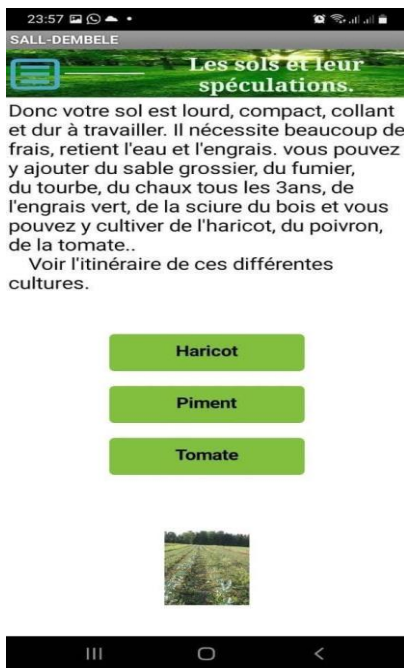 23:57
SALL-DEMBELE
Les sols et leur
spéculations.
Donc votre sol est lourd, compact, collant
et dur à travailler. Il nécessite beaucoup de
frais, retient l'eau et l'engrais. vous pouvez
y ajouter du sable grossier, du fumier,
du tourbe, du chaux tous les 3ans, de
l'engrais vert, de la sciure du bois et vous
pouvez y cultiver de l'haricot, du poivron,
de la tomate..
Voir l'itinéraire de ces différentes
cultures.
Haricot
Piment
Tomate